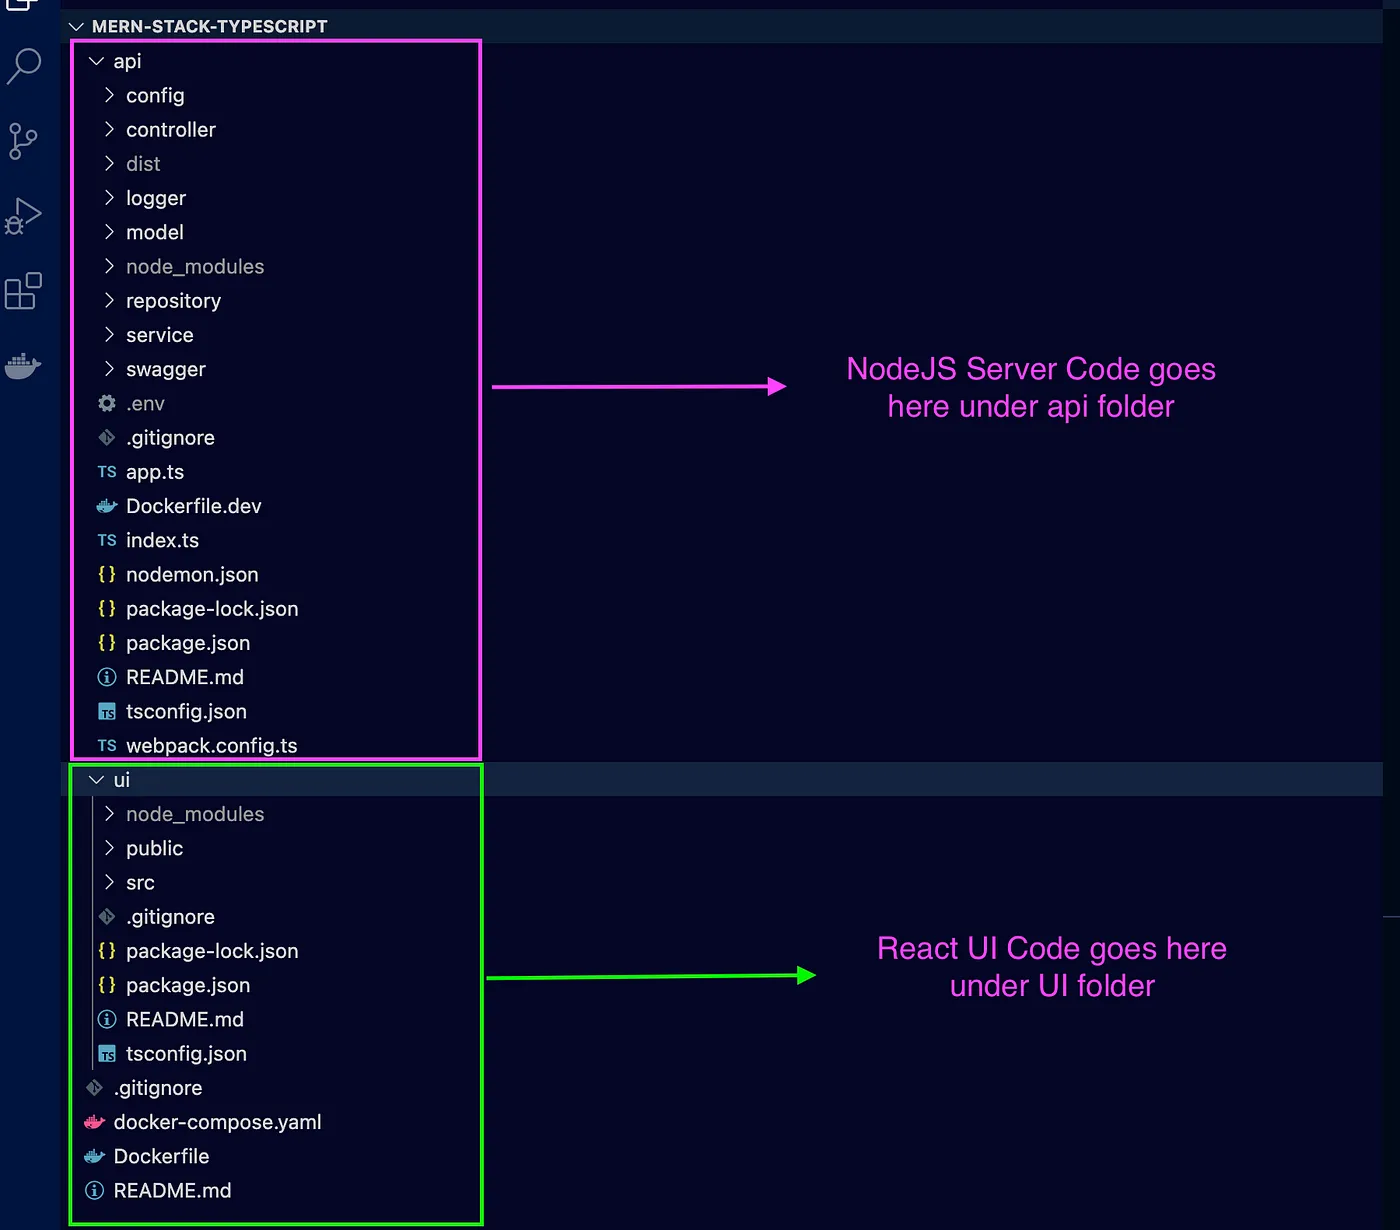 MERN-STACK-TYPESCRIPT
api
config
controller
dist
logger
model
node_modules
repository
service
swagger
.env
.gitignore
TS app.ts
Dockerfile.dev
TS index.ts
{} nodemon.json
{} package-lock.json
{} package.json
README.md
TS tsconfig.json
TS webpack.config.ts
NodeJS Server Code goes
here under api folder
ui
node_modules
public
src
.gitignore
{} package-lock.json
{} package.json
README.md
TS tsconfig.json
.gitignore
docker-compose.yaml
Dockerfile
README.md
React UI Code goes here
under UI folder